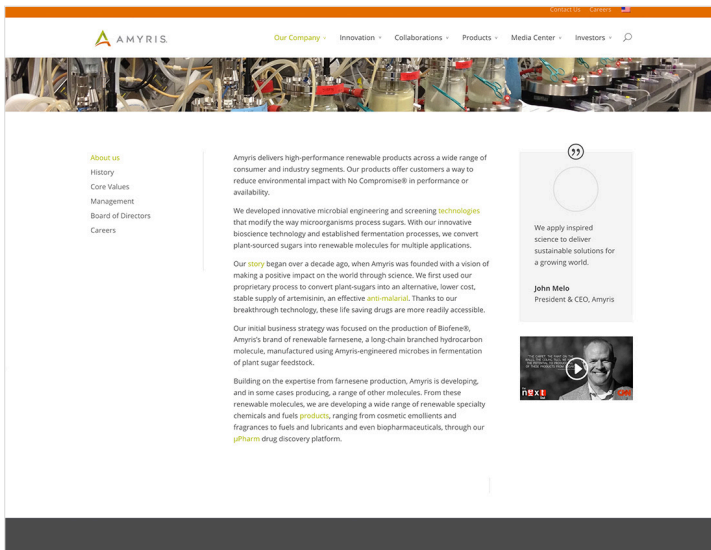 Contact Us Careers
AMYRIS
Our Company Innovation Collaborations Products Media Center Investors
About us
History
Core Values
Management
Board of Directors
Careers
Amyris delivers high-performance renewable products across a wide range of
consumer and industry segments. Our products offer customers a way to
reduce environmental impact with No Compromise® in performance or
availability.
We developed innovative microbial engineering and screening technologies
that modify the way microorganisms process sugars. With our innovative
bioscience technology and established fermentation processes, we convert
plant-sourced sugars into renewable molecules for multiple applications.
Our story began over a decade ago, when Amyris was founded with a vision of
making a positive impact on the world through science. We first used our
proprietary process to convert plant-sugars into an alternative, lower cost,
stable supply of artemisinin, an effective anti-malarial. Thanks to our
breakthrough technology, these life saving drugs are more readily accessible.
Our initial business strategy was focused on the production of Biofene®,
Amyris's brand of renewable farnesene, a long-chain branched hydrocarbon
molecule, manufactured using Amyris-engineered microbes in fermentation
of plant sugar feedstock.
Building on the expertise from farnesene production, Amyris is developing,
and in some cases producing, a range of other molecules. From these
renewable molecules, we are developing a wide range of renewable specialty
chemicals and fuels products, ranging from cosmetic emollients and
fragrances to fuels and lubricants and even biopharmaceuticals, through our
μPharm drug discovery platform.
We apply inspired
science to deliver
sustainable solutions for
a growing world.
John Melo
President & CEO, Amyris
CNN